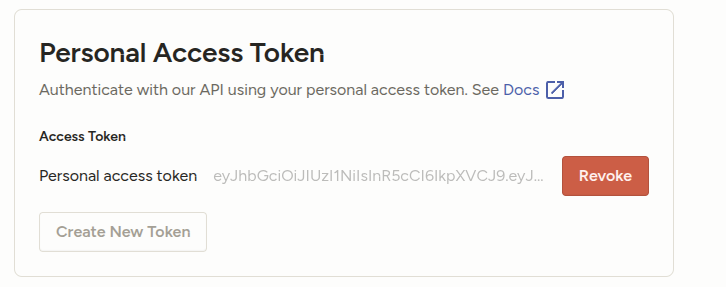 Personal Access Token
Authenticate with our API using your personal access token. See Docs
Access Token
Personal access token eyJhbGciOiJIUzI1NiIsInR5cCI6IkpXVCJ9.eyJ... Revoke
Create New Token